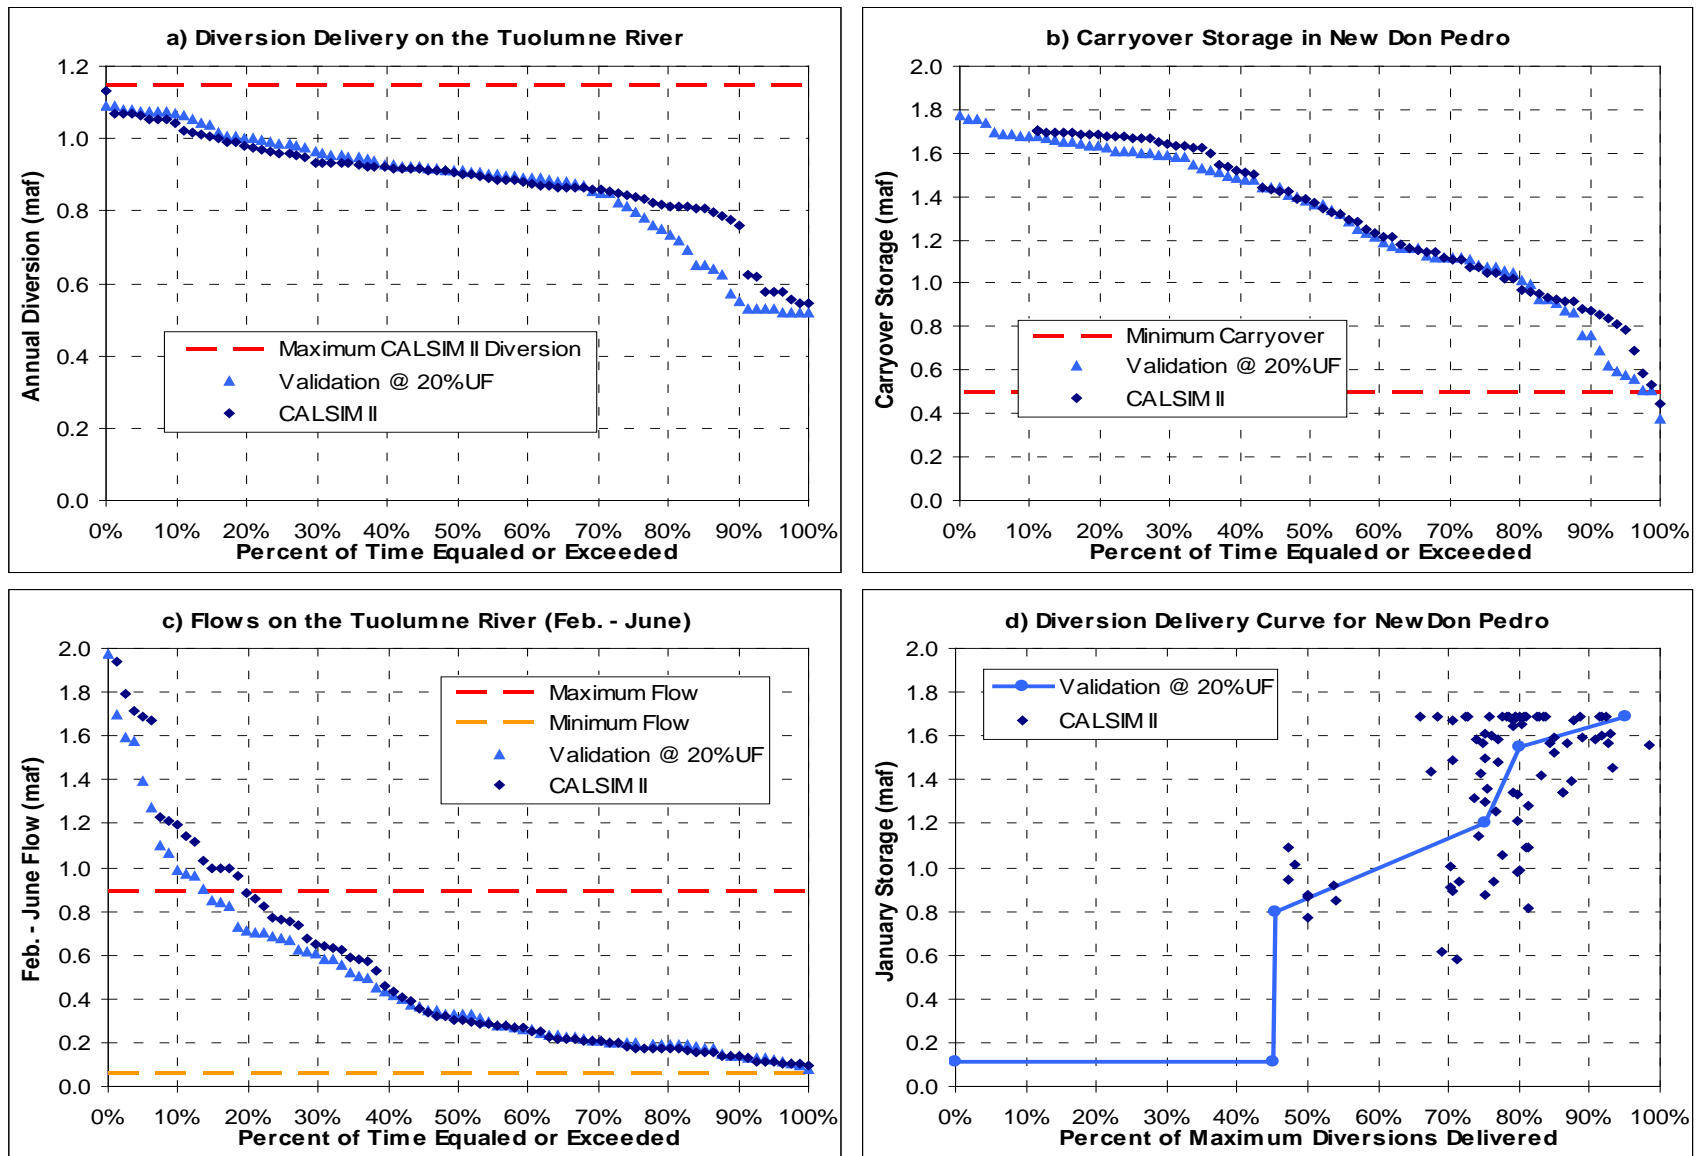 a) Diversion Delivery on the Tuolumne River
Annual Diversion (maf)
1.2
1.0
0.8
0.6
0.4
0.2
0.0
Maximum CALSIM II Diversion
Validation @ 20%UF
CALSIM II
0% 10% 20% 30% 40% 50% 60% 70% 80% 90% 100%
Percent of Time Equaled or Exceeded
b) Carryover Storage in New Don Pedro
Carryover Storage (maf)
2.0
1.8
1.6
1.4
1.2
1.0
0.8
0.6
0.4
0.2
0.0
Minimum Carryover
Validation @ 20%UF
CALSIM II
0% 10% 20% 30% 40% 50% 60% 70% 80% 90% 100%
Percent of Time Equaled or Exceeded
c) Flows on the Tuolumne River (Feb. - June)
Feb. - June Flow (maf)
2.0
1.8
1.6
1.4
1.2
1.0
0.8
0.6
0.4
0.2
0.0
Maximum Flow
Minimum Flow
Validation @ 20%UF
CALSIM II
0% 10% 20% 30% 40% 50% 60% 70% 80% 90% 100%
Percent of Time Equaled or Exceeded
d) Diversion Delivery Curve for New Don Pedro
January Storage (maf)
2.0
1.8
1.6
1.4
1.2
1.0
0.8
0.6
0.4
0.2
0.0
Validation @ 20%UF
CALSIM II
0% 10% 20% 30% 40% 50% 60% 70% 80% 90% 100%
Percent of Maximum Diversions Delivered